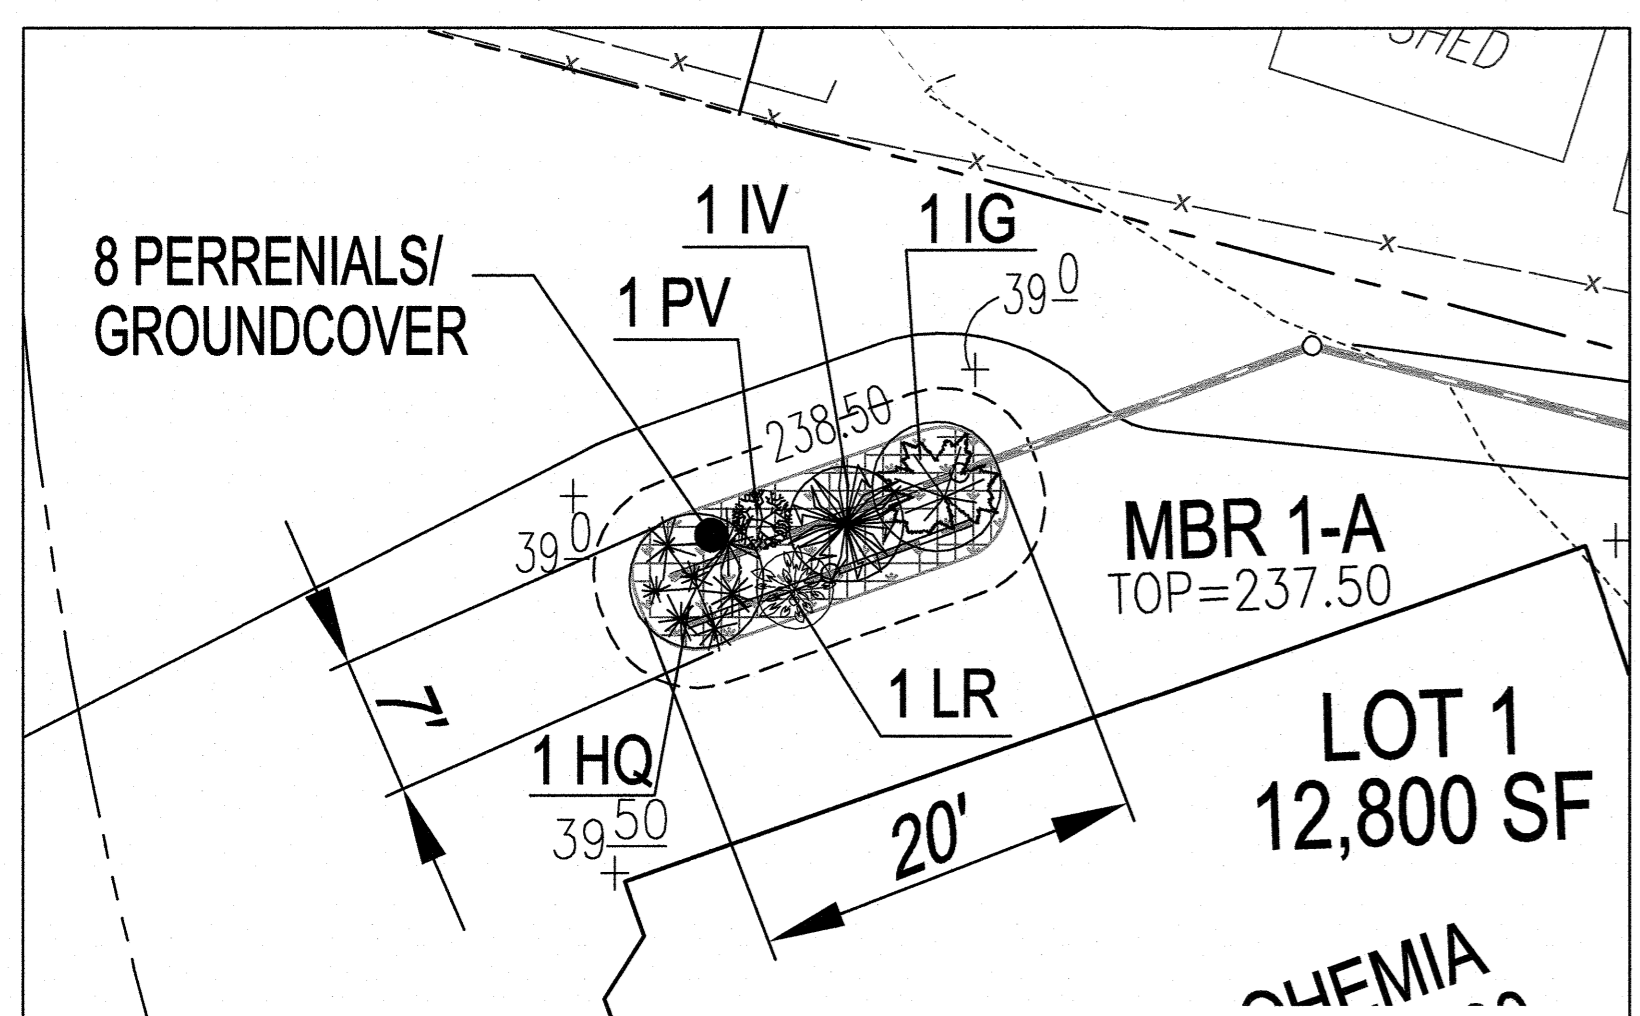 SHED
1 IV
1 IG
8 PERRENIALS/
GROUNDCOVER
1 PV
39 0
238.50
39 0
MBR 1-A
TOP=237.50
7'
1 LR
1 HQ
39 50
20'
LOT 1
12,800 SF
OHEMIA